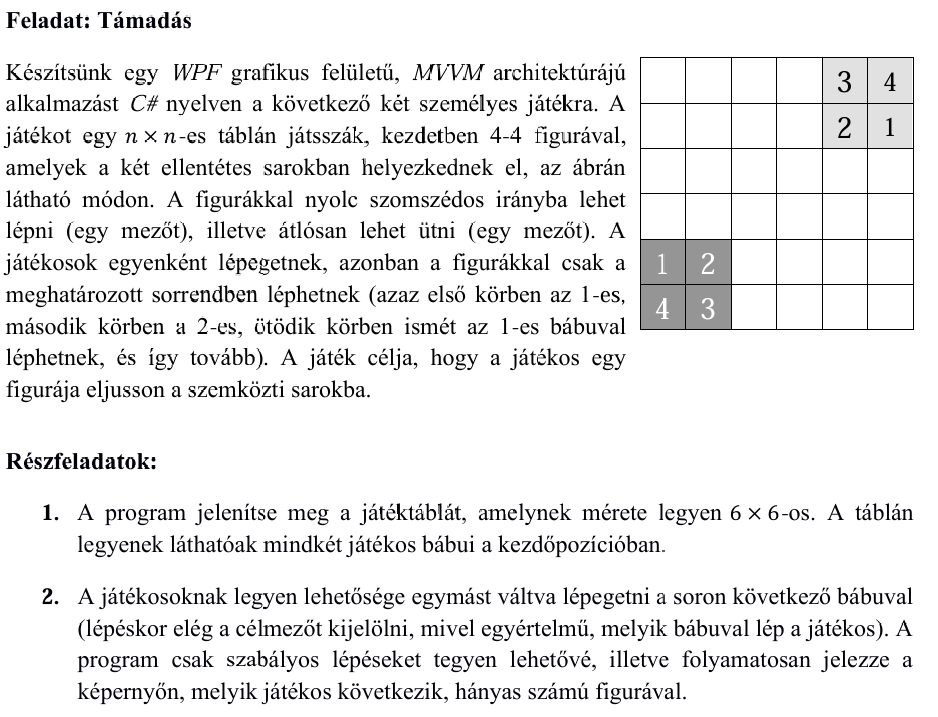 Feladat: Támadás
Készítsünk egy WPF grafikus felületű, MVVM architektúrájú
alkalmazást C# nyelven a következő két személyes játékra. A
játékot egy n × n-es táblán játsszák, kezdetben 4-4 figurával,
amelyek a két ellentétes sarokban helyezkednek el, az ábrán
látható módon. A figurákkal nyolc szomszédos irányba lehet
lépni (egy mezőt), illetve átlósan lehet ütni (egy mezőt). A
játékosok egyenként lépegetnek, azonban a figurákkal csak a
meghatározott sorrendben léphetnek (azaz első körben az 1-es,
második körben a 2-es, ötödik körben ismét az 1-es bábuval
léphetnek, és így tovább). A játék célja, hogy a játékos egy
figurája eljusson a szemközti sarokba.
3 4
2 1
1 2
4 3
Részfeladatok:
1. A program jelenítse meg a játéktáblát, amelynek mérete legyen 6 × 6-os. A táblán
legyenek láthatóak mindkét játékos bábui a kezdőpozícióban.
2. A játékosoknak legyen lehetősége egymást váltva lépegetni a soron következő bábuval
(lépéskor elég a célmezőt kijelölni, mivel egyértelmű, melyik bábuval lép a játékos). A
program csak szabályos lépéseket tegyen lehetővé, illetve folyamatosan jelezze a
képernyőn, melyik játékos következik, hányas számú figurával.